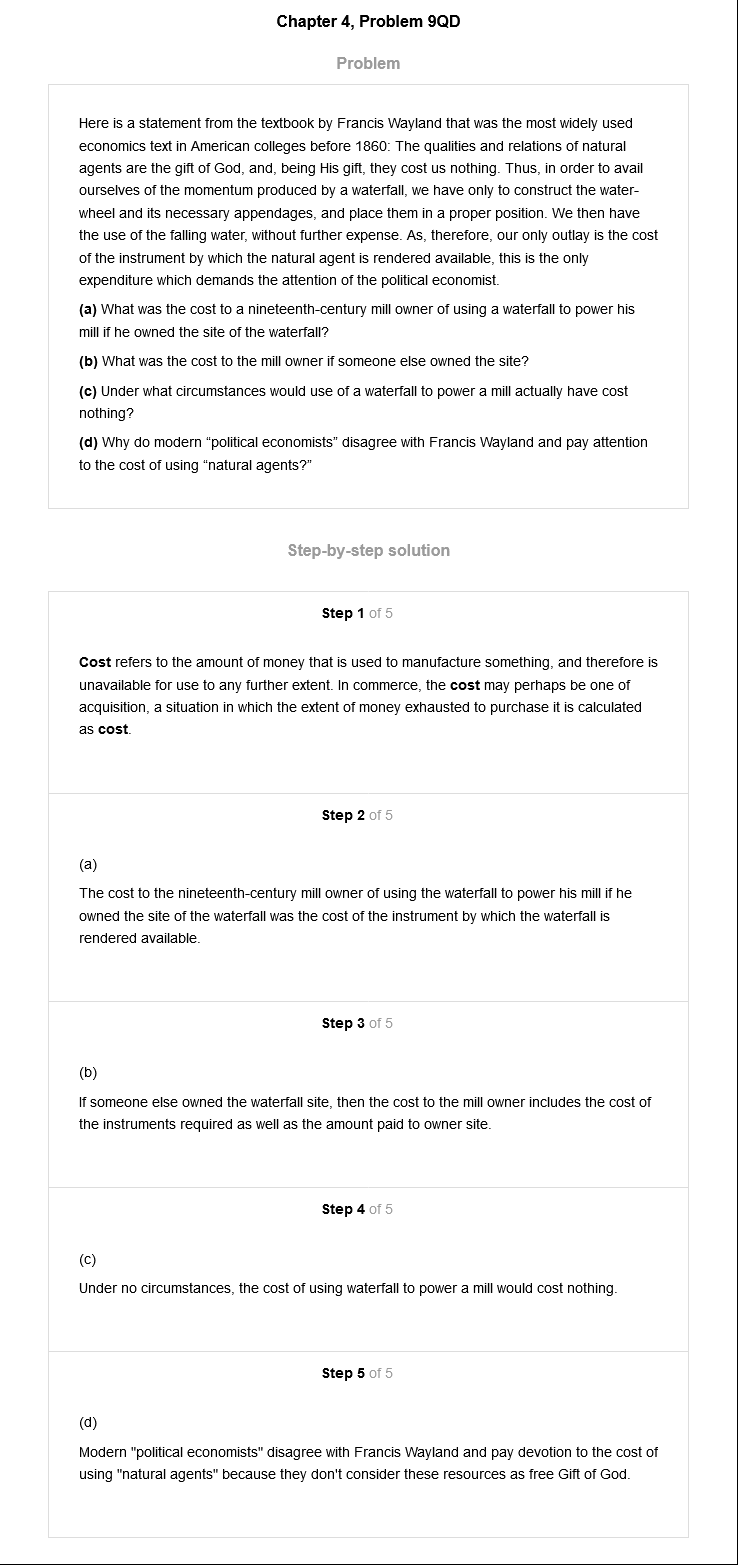 Chapter 4, Problem 9QD
Problem
Here is a statement from the textbook by Francis Wayland that was the most widely used
economics text in American colleges before 1860: The qualities and relations of natural
agents are the gift of God, and, being His gift, they cost us nothing. Thus, in order to avail
ourselves of the momentum produced by a waterfall, we have only to construct the water-
wheel and its necessary appendages, and place them in a proper position. We then have
the use of the falling water, without further expense. As, therefore, our only outlay is the cost
of the instrument by which the natural agent is rendered available, this is the only
expenditure which demands the attention of the political economist.
(a) What was the cost to a nineteenth-century mill owner of using a waterfall to power his
mill if he owned the site of the waterfall?
(b) What was the cost to the mill owner if someone else owned the site?
(c) Under what circumstances would use of a waterfall to power a mill actually have cost
nothing?
(d) Why do modern “political economists” disagree with Francis Wayland and pay attention
to the cost of using “natural agents?”
Step-by-step solution
Step 1 of 5
Cost refers to the amount of money that is used to manufacture something, and therefore is
unavailable for use to any further extent. In commerce, the cost may perhaps be one of
acquisition, a situation in which the extent of money exhausted to purchase it is calculated
as cost.
Step 2 of 5
(a)
The cost to the nineteenth-century mill owner of using the waterfall to power his mill if he
owned the site of the waterfall was the cost of the instrument by which the waterfall is
rendered available.
Step 3 of 5
(b)
If someone else owned the waterfall site, then the cost to the mill owner includes the cost of
the instruments required as well as the amount paid to owner site.
Step 4 of 5
(c)
Under no circumstances, the cost of using waterfall to power a mill would cost nothing.
Step 5 of 5
(d)
Modern "political economists" disagree with Francis Wayland and pay devotion to the cost of
using "natural agents" because they don't consider these resources as free Gift of God.